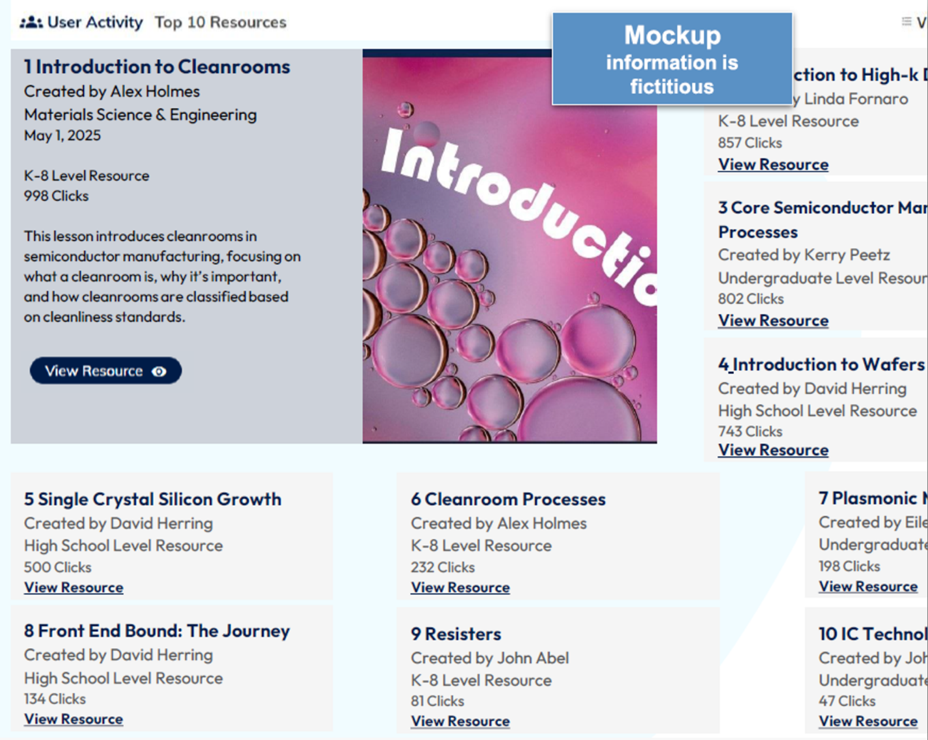 User Activity Top 10 Resources
Mockup
information is
fictitious
1 Introduction to Cleanrooms
Created by Alex Holmes
Materials Science & Engineering
May 1, 2025
K-8 Level Resource
998 Clicks
This lesson introduces cleanrooms in
semiconductor manufacturing, focusing on
what a cleanroom is, why it's important,
and how cleanrooms are classified based
on cleanliness standards.
View Resource
Introductio
ction to High-k D
y Linda Fornaro
K-8 Level Resource
857 Clicks
View Resource
3 Core Semiconductor Man
Processes
Created by Kerry Peetz
Undergraduate Level Resour
802 Clicks
View Resource
4 Introduction to Wafers
Created by David Herring
High School Level Resource
743 Clicks
View Resource
5 Single Crystal Silicon Growth
Created by David Herring
High School Level Resource
500 Clicks
View Resource
6 Cleanroom Processes
Created by Alex Holmes
K-8 Level Resource
232 Clicks
View Resource
7 Plasmonic
Created by Eile
Undergraduate
198 Clicks
View Resource
8 Front End Bound: The Journey
Created by David Herring
High School Level Resource
134 Clicks
View Resource
9 Resisters
Created by John Abel
K-8 Level Resource
81 Clicks
View Resource
10 IC Technol
Created by Joh
Undergraduate
47 Clicks
View Resource